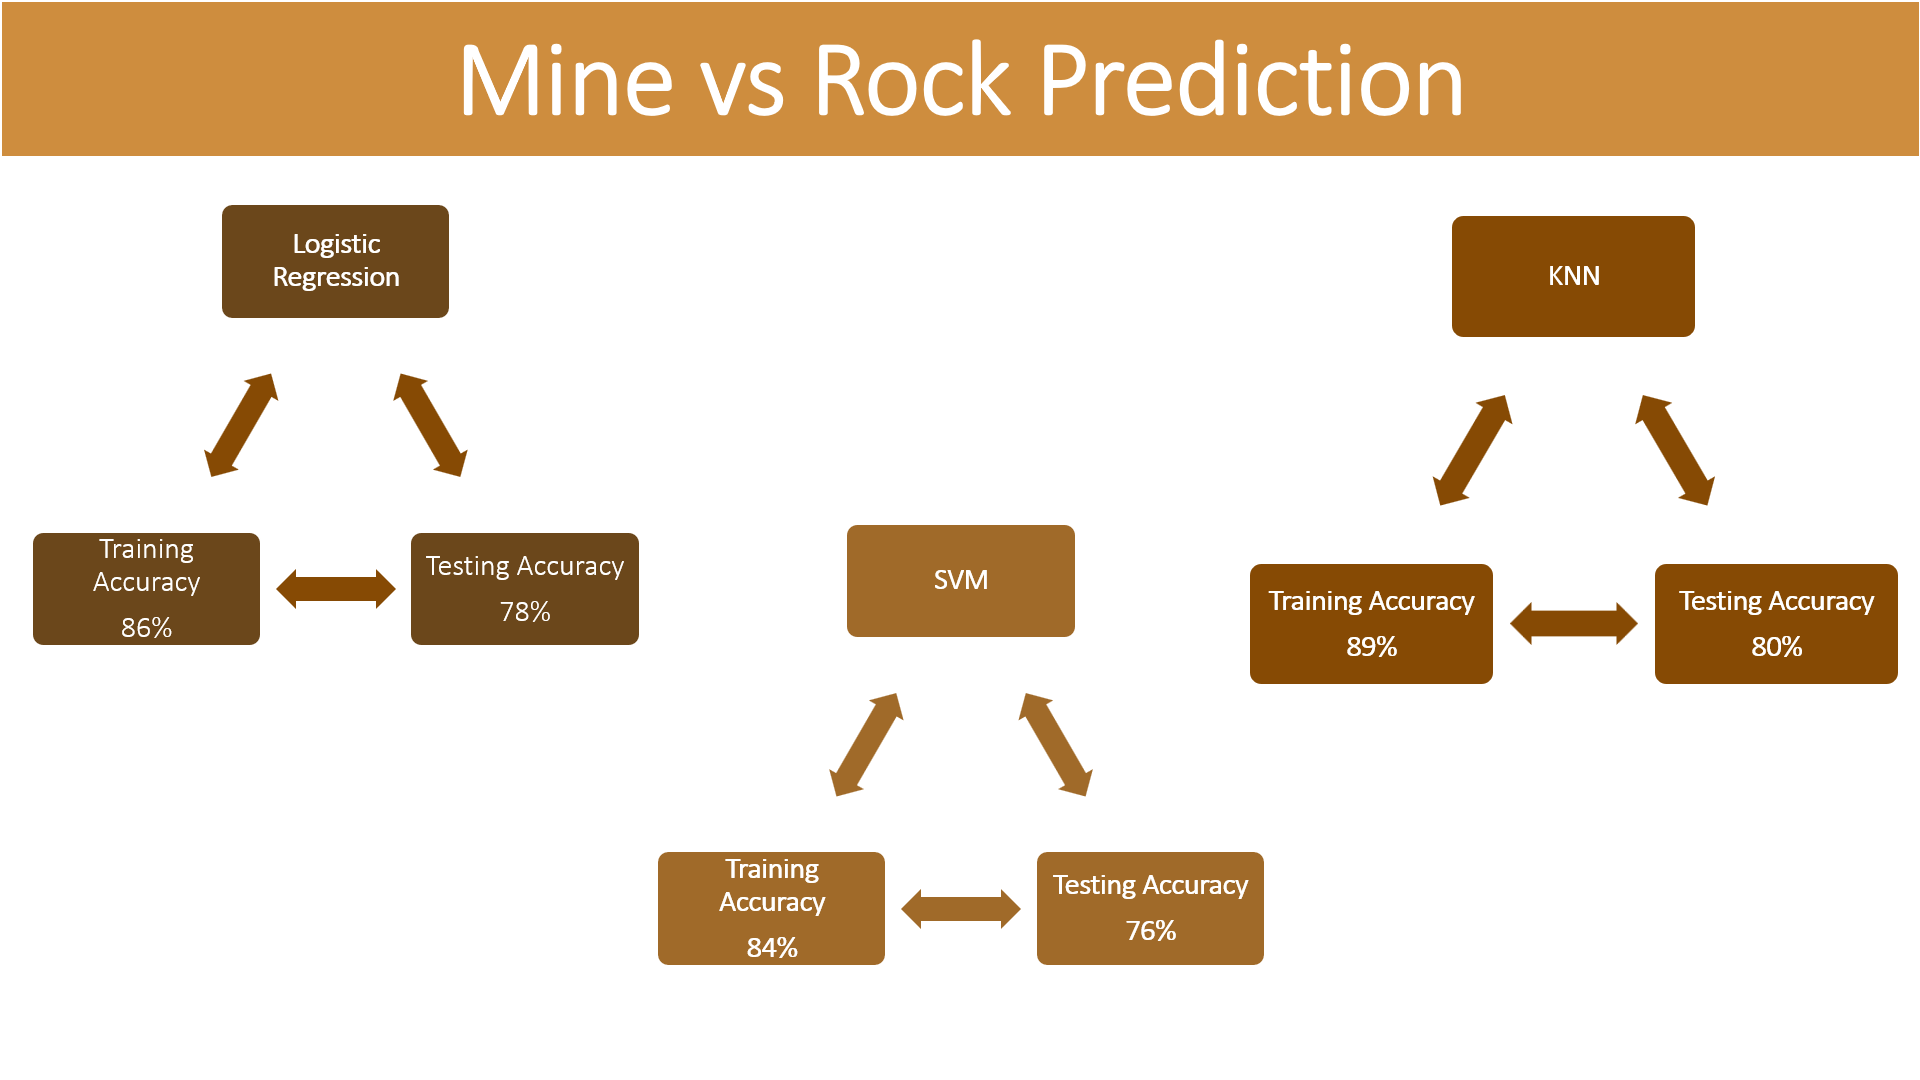 Mine vs Rock Prediction
Logistic
Regression
Training
Accuracy
86%
Testing Accuracy
78%
SVM
Training
Accuracy
84%
Testing Accuracy
76%
KNN
Training Accuracy
89%
Testing Accuracy
80%